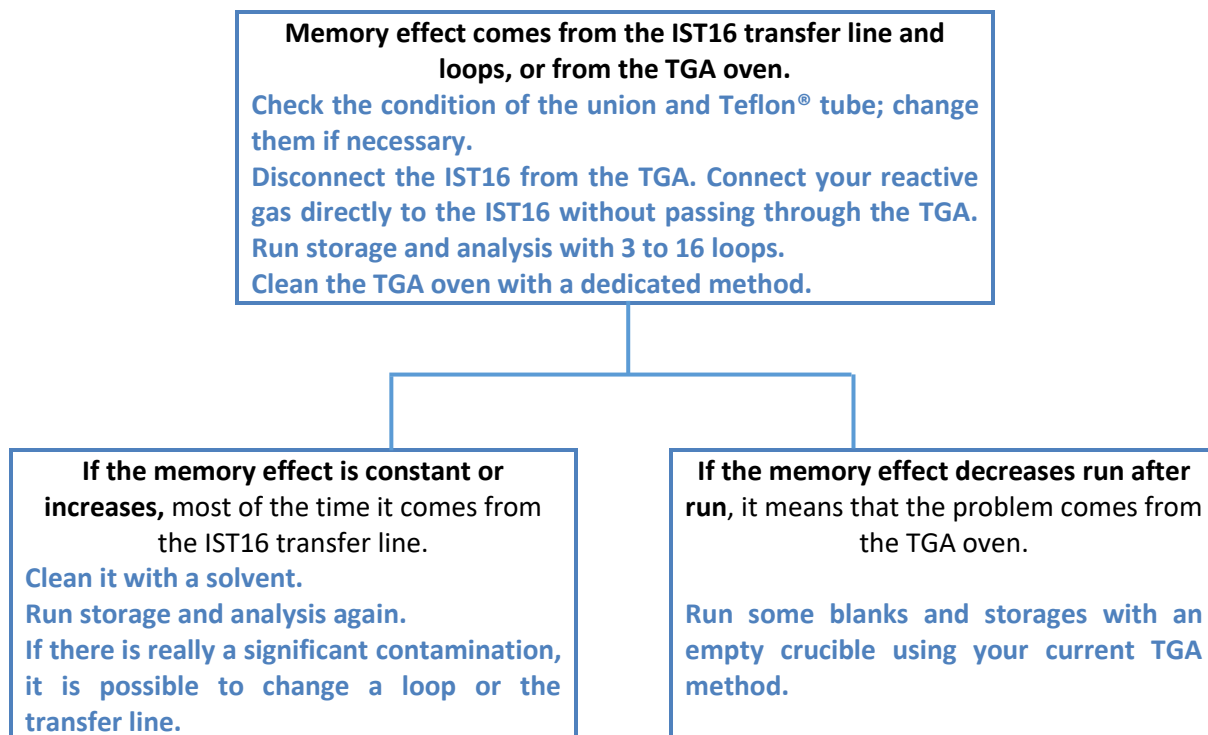 Memory effect comes from the IST16 transfer line and
loops, or from the TGA oven.
Check the condition of the union and Teflon® tube; change
them if necessary.
Disconnect the IST16 from the TGA. Connect your reactive
gas directly to the IST16 without passing through the TGA.
Run storage and analysis with 3 to 16 loops.
Clean the TGA oven with a dedicated method.
If the memory effect is constant or
increases, most of the time it comes from
the IST16 transfer line.
Clean it with a solvent.
Run storage and analysis again.
If there is really a significant contamination,
it is possible to change a loop or the
transfer line.
If the memory effect decreases run after
run, it means that the problem comes from
the TGA oven.
Run some blanks and storages with an
empty crucible using your current TGA
method.